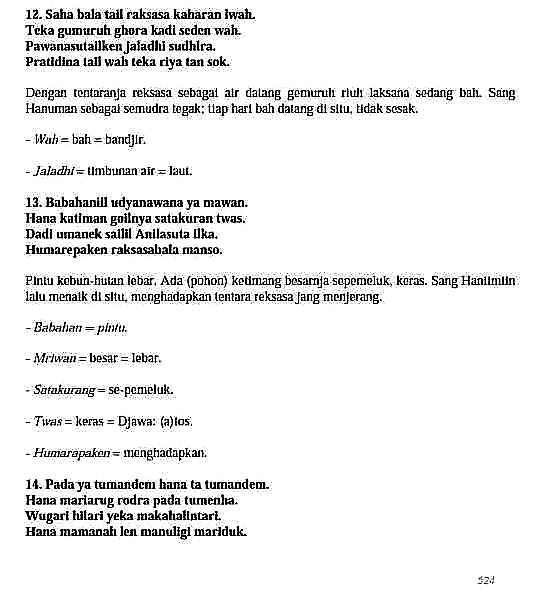 12. Saha bala tail raksasa kabaran iwah.
Teka gumuruh ghora kadi seden wah.
Pawanasutailken jaladhi sudhira.
Pratidina tail wah teka riya tan sok.
Dengan tentaranja reksasa sebagai air datang gemuruh riuh laksana sedang bah. Sang
Hanuman sebagai semudra tegak; tiap hari bah datang di situ, tidak sesak.
- Wah = bah = bandjir.
- Jaladhi = timbunan air = laut.
13. Babahanill udyanawana ya mawan.
Hana katiman goilnya satakuran twas.
Dadi umanek sailil Anilasuta ilka.
Humarepaken raksasabala manso.
Pintu kebun-hutan lebar. Ada (pohon) ketimang besarnja sepemeluk, keras. Sang Haniimiin
lalu menaik di situ, menghadapkan tentara reksasa jang menjerang.
- Babahan = pintu.
- Mriwan = besar = lebar.
- Satakurang = se-pemeluk.
- Twas = keras = Djawa: (a)tos.
- Humarapaken = menghadapkan.
14. Pada ya tumandem hana ta tumandem.
Hana mariarug rodra pada tumenha.
Wugari hilari yeka makahalintari.
Hana mamanah len manuligi mariduk.
524